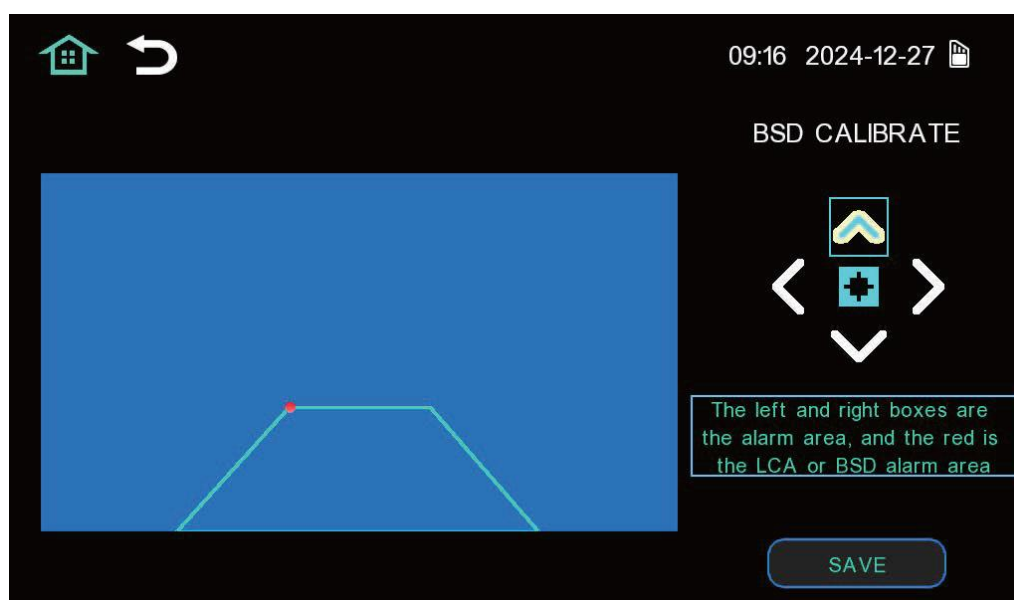 09:16 2024-12-27
BSD CALIBRATE
The left and right boxes are
the alarm area, and the red is
the LCA or BSD alarm area
SAVE